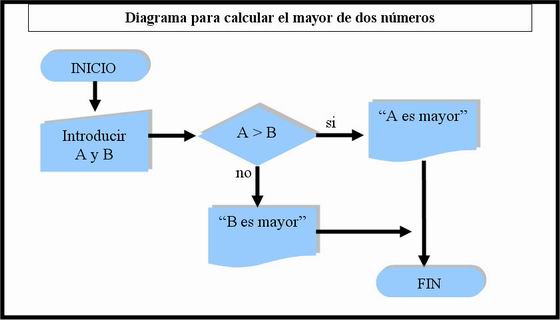 Diagrama para calcular el mayor de dos números
INICIO
Introducir
A y B
A > B
si
“A es mayor”
no
“B es mayor”
FIN